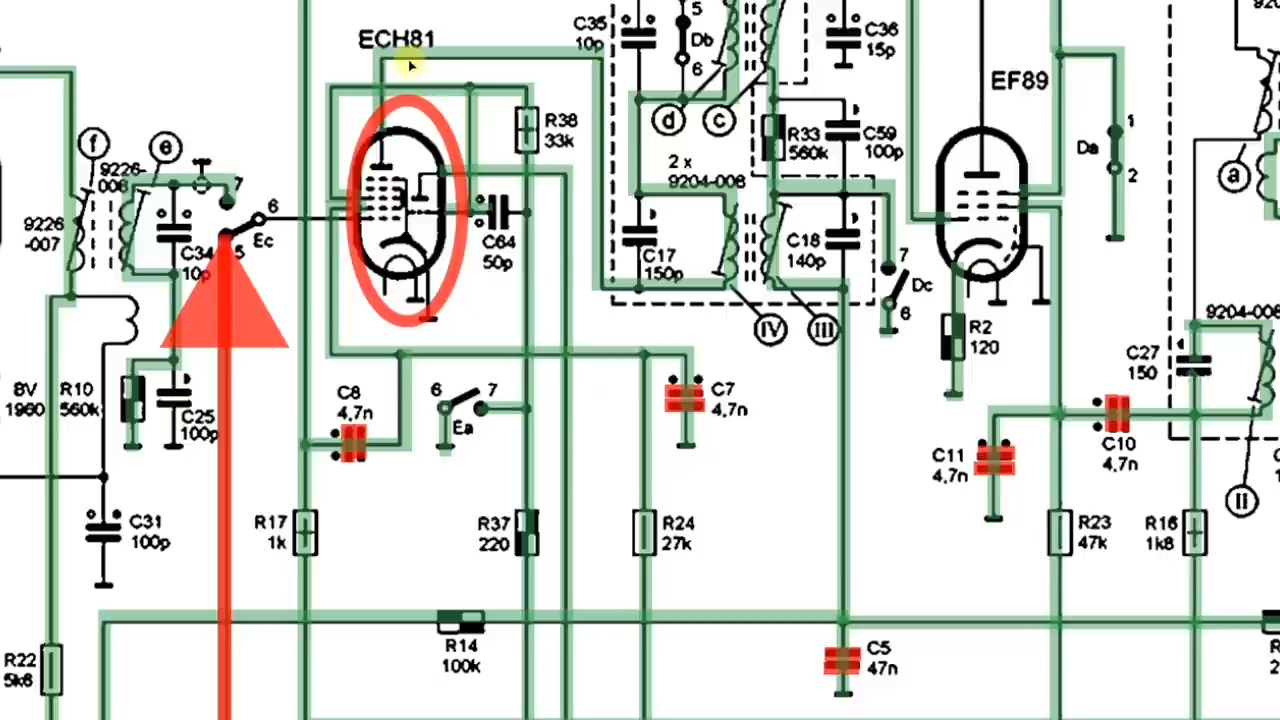 ECH81
C35
10p
5
Db
6
C36
15p
EF89
1
Da
2
f
e
9226
-008
7
6
Ec
5
9226
-007
C34
10p
R38
33k
C64
50p
d
c
2 x
9204-008
R33
560k
C59
100p
C17
150p
C18
140p
7
Dc
6
IV
III
R2
120
a
9204-008
C27
150
BV
1960
R10
560k
C25
100p
C8
4,7n
6
7
Ea
C7
4,7n
C11
4,7n
C10
4,7n
II
C31
100p
R17
1k
R37
220
R24
27k
R23
47k
R16
1k8
R14
100k
C5
47n
R22
5k6